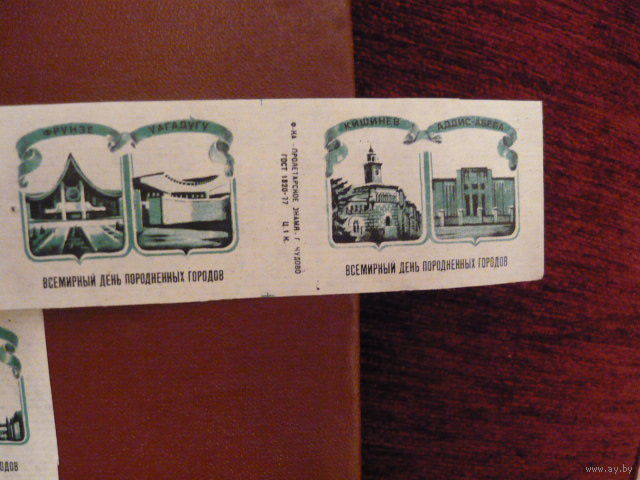 ФРУНЗЕ
УАГАДУГУ
ВСЕМИРНЫЙ ДЕНЬ ПОРОДНЕННЫХ ГОРОДОВ
Ф-КА „ПРОЛЕТАРСКОЕ ЗНАМЯ“ Г. ЧУДОВО
ГОСТ 1820-77 Ц. 1 К.
КИШИНЕВ
АДДИС-АБЕБА
ВСЕМИРНЫЙ ДЕНЬ ПОРОДНЕННЫХ ГОРОДОВ
www.ay.by